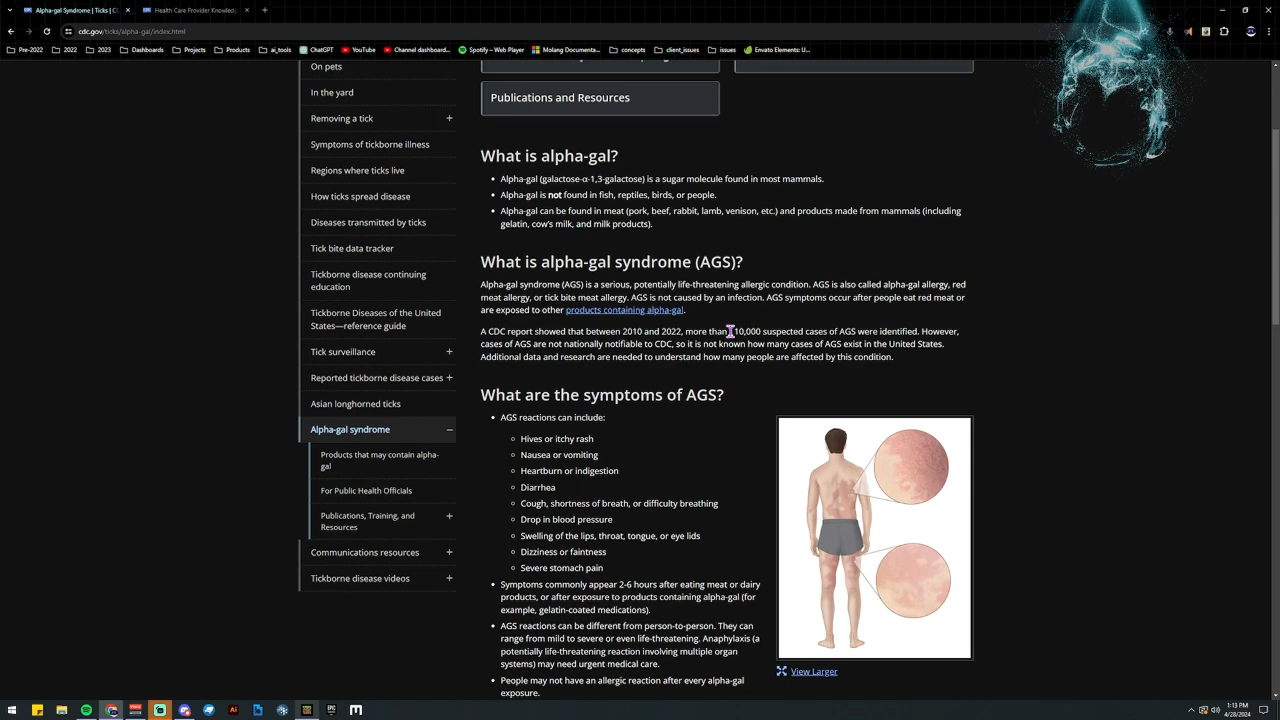 Alpha-gal Syndrome | Ticks | C
Health Care Provider Knowled
cdc.gov/ticks/alpha-gal/index.html
Pre-2022
2022
2023
Dashboards
Projects
Products
ai_tools
ChatGPT
YouTube
Channel dashboard...
Spotify – Web Player
Molang Documenta...
concepts
client_issues
issues
Envato Elements: U...
On pets
In the yard
Removing a tick
Symptoms of tickborne illness
Regions where ticks live
How ticks spread disease
Diseases transmitted by ticks
Tick bite data tracker
Tickborne disease continuing
education
Tickborne Diseases of the United
States—reference guide
Tick surveillance
Reported tickborne disease cases
Asian longhorned ticks
Alpha-gal syndrome
Products that may contain alpha-
gal
For Public Health Officials
Publications, Training, and
Resources
Communications resources
Tickborne disease videos
Publications and Resources
What is alpha-gal?
• Alpha-gal (galactose-α-1,3-galactose) is a sugar molecule found in most mammals.
• Alpha-gal is not found in fish, reptiles, birds, or people.
• Alpha-gal can be found in meat (pork, beef, rabbit, lamb, venison, etc.) and products made from mammals (including
gelatin, cow's milk, and milk products).
What is alpha-gal syndrome (AGS)?
Alpha-gal syndrome (AGS) is a serious, potentially life-threatening allergic condition. AGS is also called alpha-gal allergy, red
meat allergy, or tick bite meat allergy. AGS is not caused by an infection. AGS symptoms occur after people eat red meat or
are exposed to other products containing alpha-gal.
A CDC report showed that between 2010 and 2022, more than 110,000 suspected cases of AGS were identified. However,
cases of AGS are not nationally notifiable to CDC, so it is not known how many cases of AGS exist in the United States.
Additional data and research are needed to understand how many people are affected by this condition.
What are the symptoms of AGS?
• AGS reactions can include:
Hives or itchy rash
Nausea or vomiting
Heartburn or indigestion
Diarrhea
Cough, shortness of breath, or difficulty breathing
Drop in blood pressure
Swelling of the lips, throat, tongue, or eye lids
Dizziness or faintness
Severe stomach pain
• Symptoms commonly appear 2-6 hours after eating meat or dairy
products, or after exposure to products containing alpha-gal (for
example, gelatin-coated medications).
• AGS reactions can be different from person-to-person. They can
range from mild to severe or even life-threatening. Anaphylaxis (a
potentially life-threatening reaction involving multiple organ
systems) may need urgent medical care.
• People may not have an allergic reaction after every alpha-gal
exposure.
View Larger
1:13 PM
4/28/2024